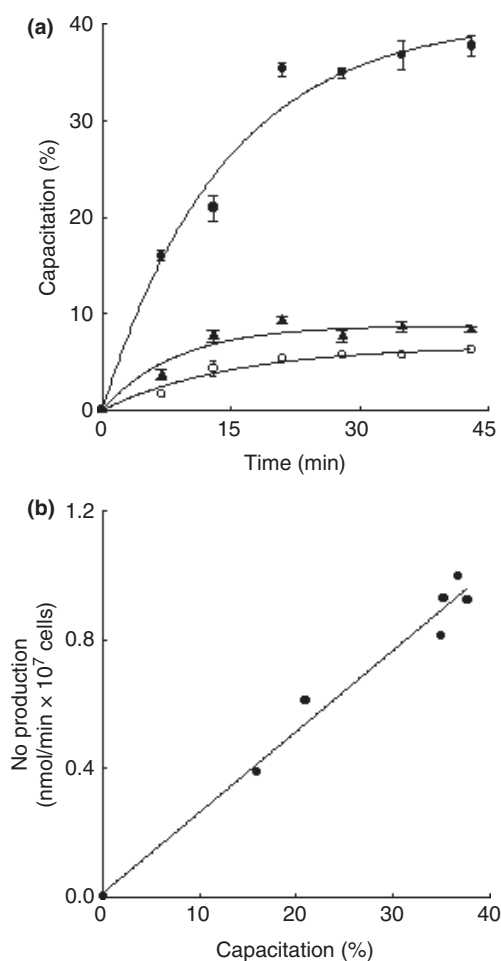 (a)
40
30
20
10
0
Capacitation (%)
0 15 30 45
Time (min)
(b)
1.2
0.8
0.4
0.0
No production
(nmol/min × 10⁷ cells)
0 10 20 30 40
Capacitation (%)